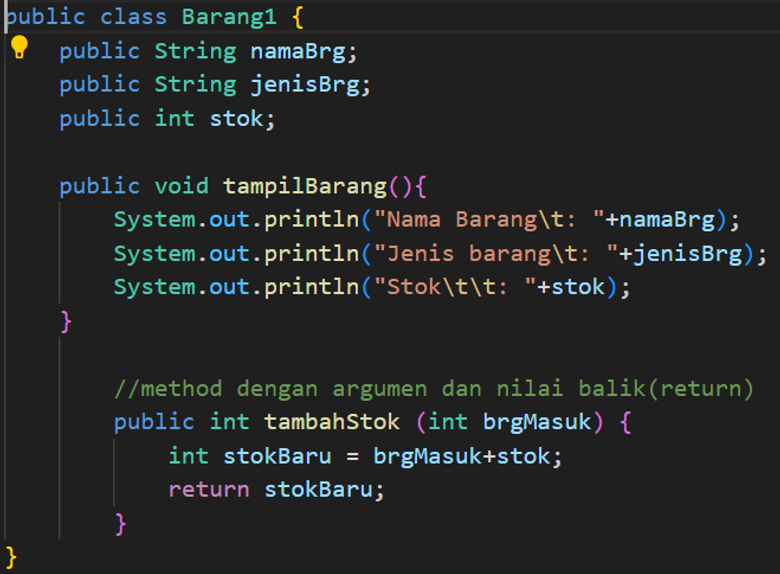 public class Barang1 {
    public String namaBrg;
    public String jenisBrg;
    public int stok;
    public void tampilBarang(){
        System.out.println("Nama Barang\t: "+namaBrg);
        System.out.println("Jenis barang\t: "+jenisBrg);
        System.out.println("Stok\t\t: "+stok);
    }
        //method dengan argumen dan nilai balik(return)
        public int tambahStok (int brgMasuk) {
            int stokBaru = brgMasuk+stok;
            return stokBaru;
        }
}